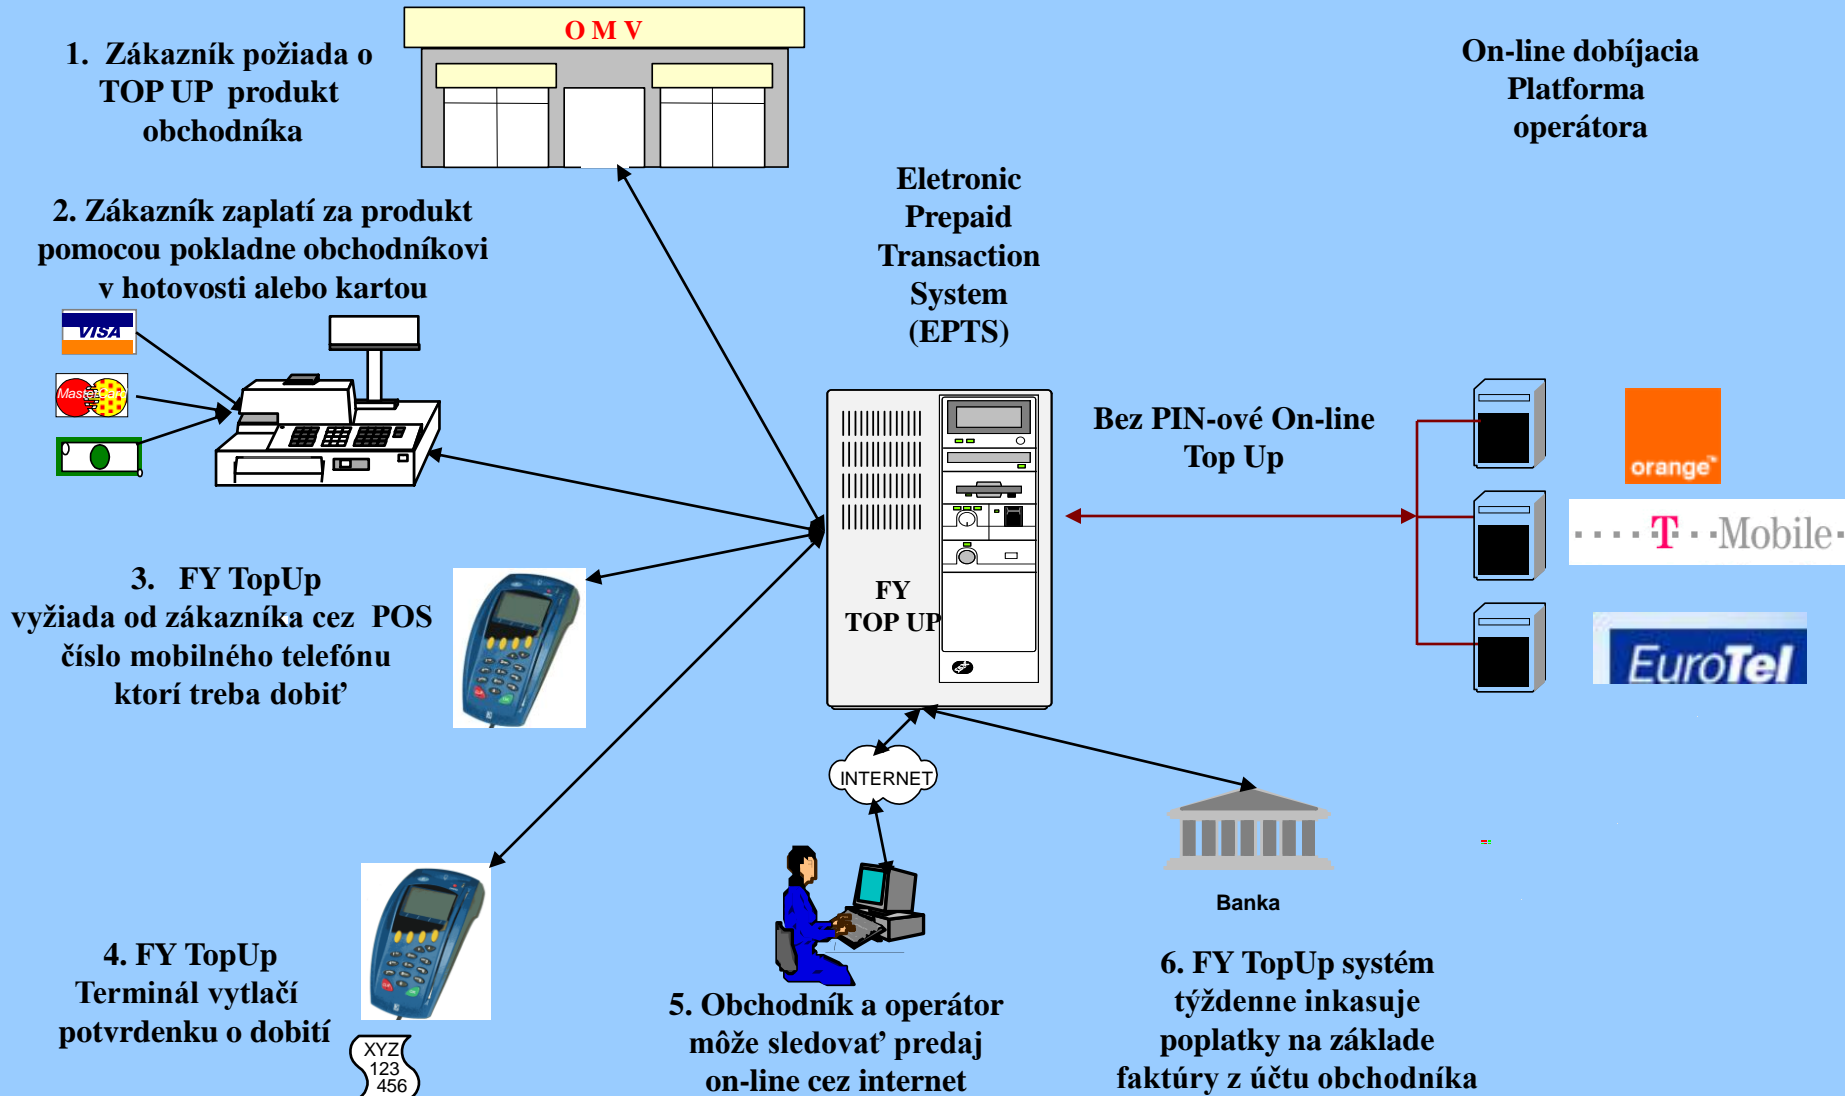 O M V
1. Zákazník požiada o
TOP UP produkt
obchodníka
On-line dobíjacia
Platforma
operátora
2. Zákazník zaplatí za produkt
pomocou pokladne obchodníkovi
v hotovosti alebo kartou
VISA
MasterCard
Eletronic
Prepaid
Transaction
System
(EPTS)
Bez PIN-ové On-line
Top Up
orange™
T··Mobile·
EuroTel
3. FY TopUp
vyžiada od zákazníka cez POS
číslo mobilného telefónu
ktorí treba dobiť
FY
TOP UP
INTERNET
Banka
4. FY TopUp
Terminál vytlačí
potvrdenku o dobití
XYZ
123
456
5. Obchodník a operátor
môže sledovať predaj
on-line cez internet
6. FY TopUp systém
týždenne inkasuje
poplatky na základe
faktúry z účtu obchodníka